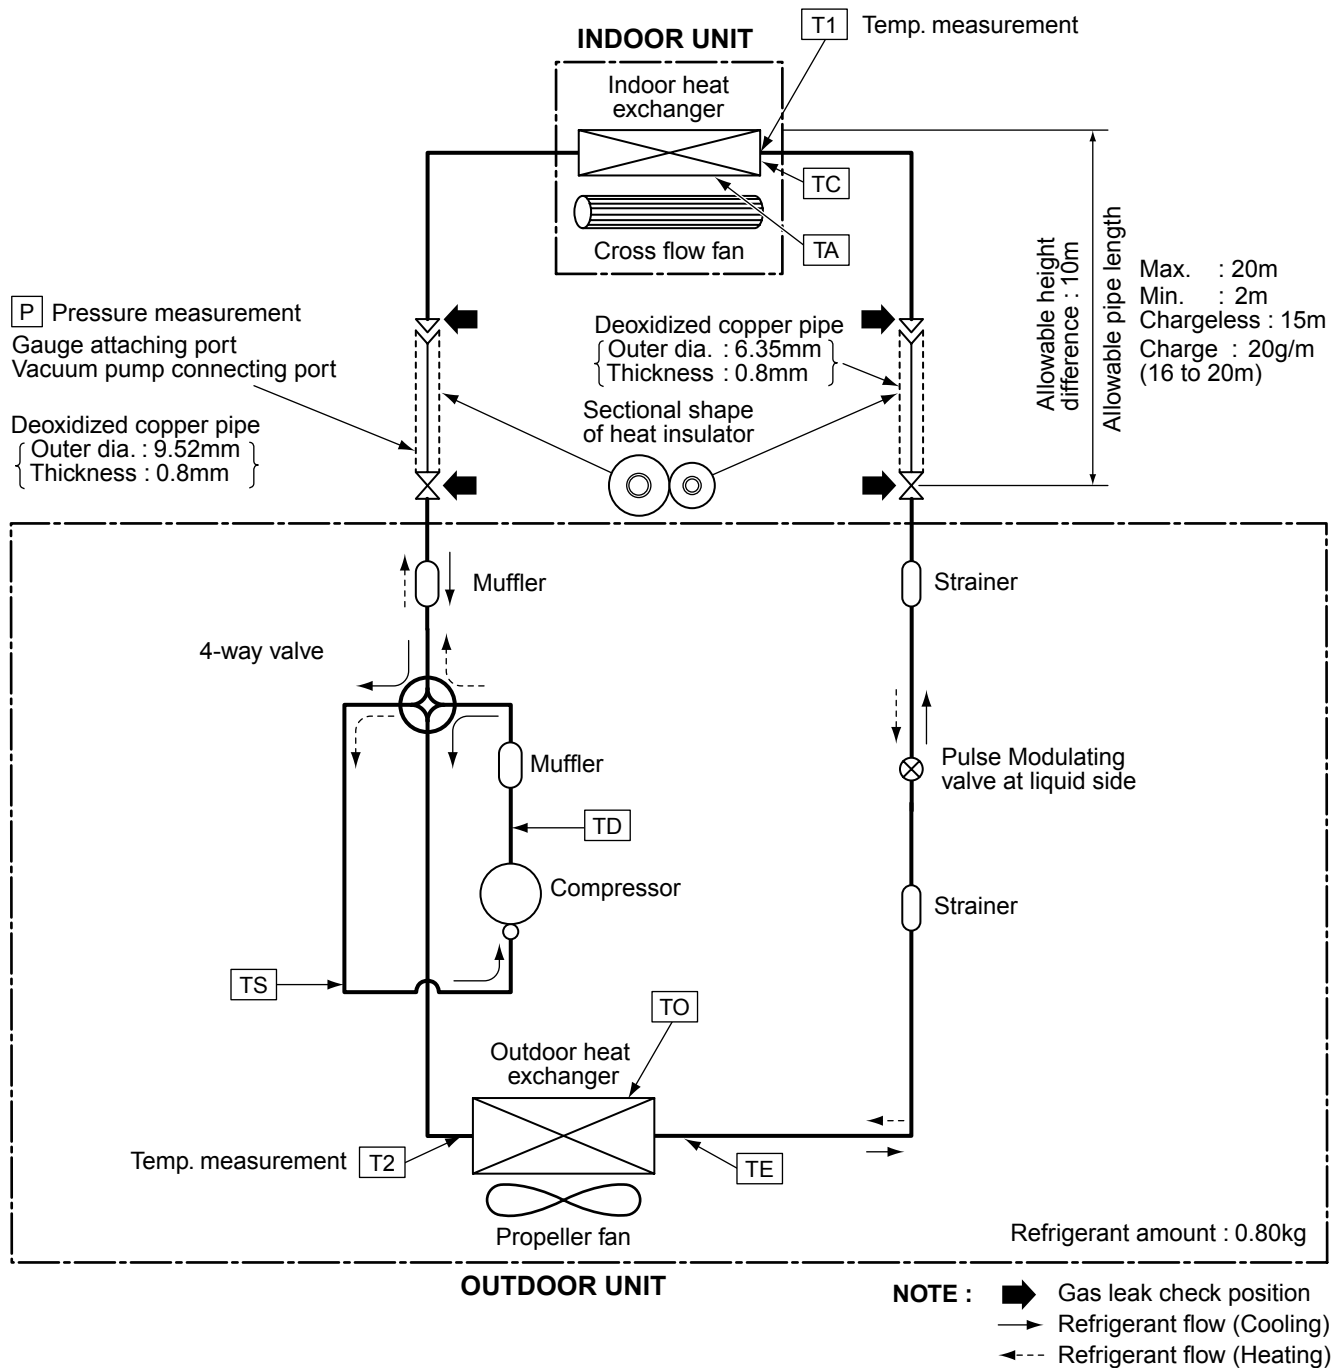 T1 Temp. measurement
INDOOR UNIT
Indoor heat
exchanger
TC
Cross flow fan
TA
Allowable height
difference : 10m
Allowable pipe length
Max. : 20m
Min. : 2m
Chargeless : 15m
Charge : 20g/m
(16 to 20m)
P Pressure measurement
Gauge attaching port
Vacuum pump connecting port
Deoxidized copper pipe
Outer dia. : 9.52mm
Thickness : 0.8mm
Deoxidized copper pipe
Outer dia. : 6.35mm
Thickness : 0.8mm
Sectional shape
of heat insulator
Muffler
Strainer
4-way valve
Muffler
Pulse Modulating
valve at liquid side
TD
Compressor
Strainer
TS
TO
Outdoor heat
exchanger
Temp. measurement T2
TE
Propeller fan
Refrigerant amount : 0.80kg
OUTDOOR UNIT
NOTE : Gas leak check position
Refrigerant flow (Cooling)
Refrigerant flow (Heating)